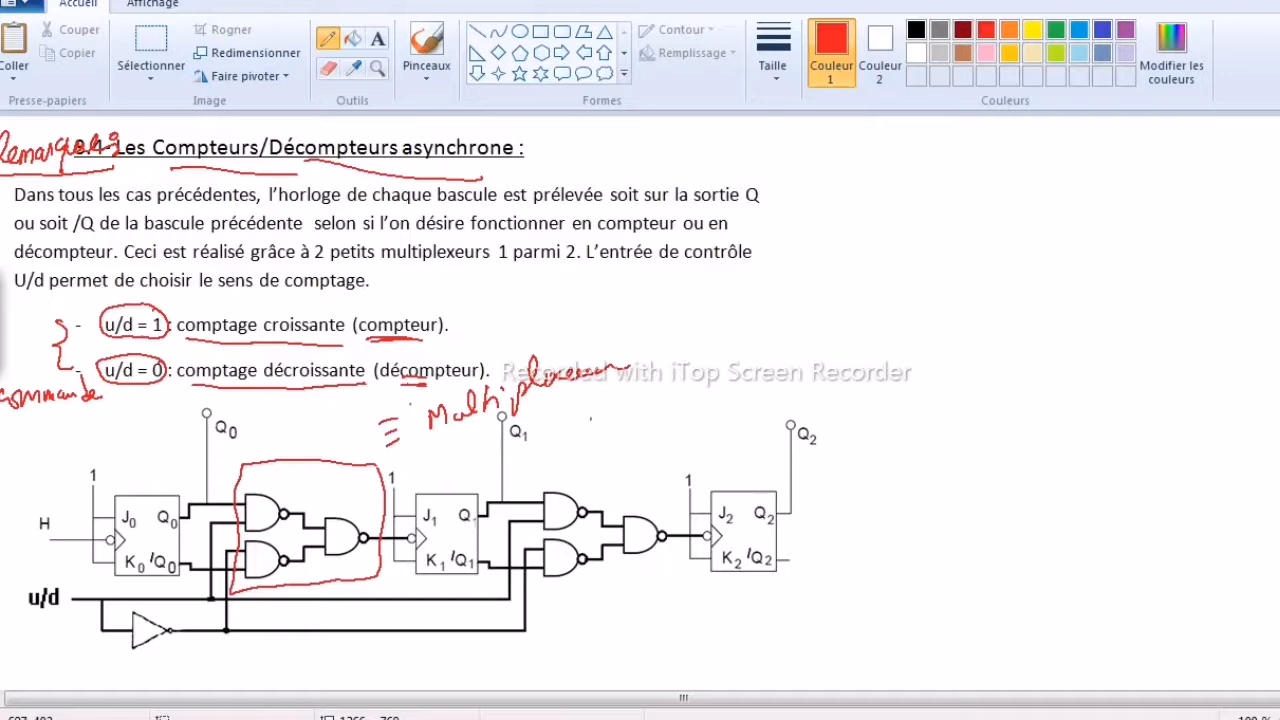 Accueil Affichage
Coller
Couper
Copier
Presse-papiers
Sélectionner
Rogner
Redimensionner
Faire pivoter
Image
A
Outils
Pinceaux
Contour
Remplissage
Formes
Taille
Couleur 1
Couleur 2
Modifier les couleurs
Couleurs
Remarques
8.4- Les Compteurs/Décompteurs asynchrone :
Dans tous les cas précédentes, l’horloge de chaque bascule est prélevée soit sur la sortie Q
ou soit /Q de la bascule précédente selon si l’on désire fonctionner en compteur ou en
décompteur. Ceci est réalisé grâce à 2 petits multiplexeurs 1 parmi 2. L’entrée de contrôle
U/d permet de choisir le sens de comptage.
- u/d = 1 : comptage croissante (compteur).
- u/d = 0 : comptage décroissante (décompteur).
Recorded with iTop Screen Recorder
commande
≡ Multiplexeur
Q0 Q1 Q2
1 1 1
H
J0 Q0 J1 Q J2 Q2
K0 /Q0 K1 /Q1 K2 /Q2
u/d